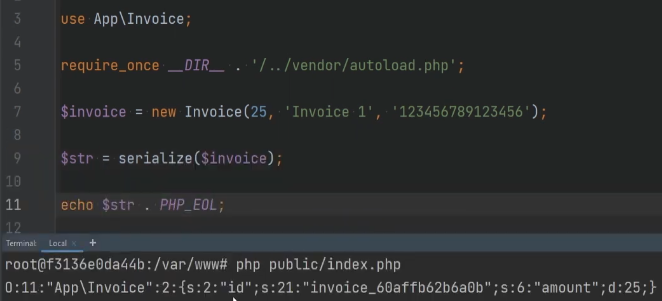 3 use App\Invoice;
4
5 require_once __DIR__ . '/../vendor/autoload.php';
6
7 $invoice = new Invoice(25, 'Invoice 1', '123456789123456');
8
9 $str = serialize($invoice);
10
11 echo $str . PHP_EOL;
12
Terminal: Local × +
root@f3136e0da44b:/var/www# php public/index.php
O:11:"App\Invoice":2:{s:2:"id";s:21:"invoice_60affb62b6a0b";s:6:"amount";d:25;}